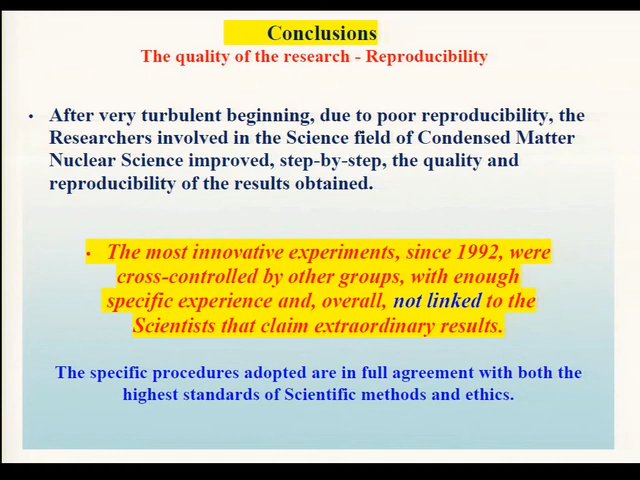 Conclusions
The quality of the research - Reproducibility
• After very turbulent beginning, due to poor reproducibility, the
Researchers involved in the Science field of Condensed Matter
Nuclear Science improved, step-by-step, the quality and
reproducibility of the results obtained.
• The most innovative experiments, since 1992, were
cross-controlled by other groups, with enough
specific experience and, overall, not linked to the
Scientists that claim extraordinary results.
The specific procedures adopted are in full agreement with both the
highest standards of Scientific methods and ethics.